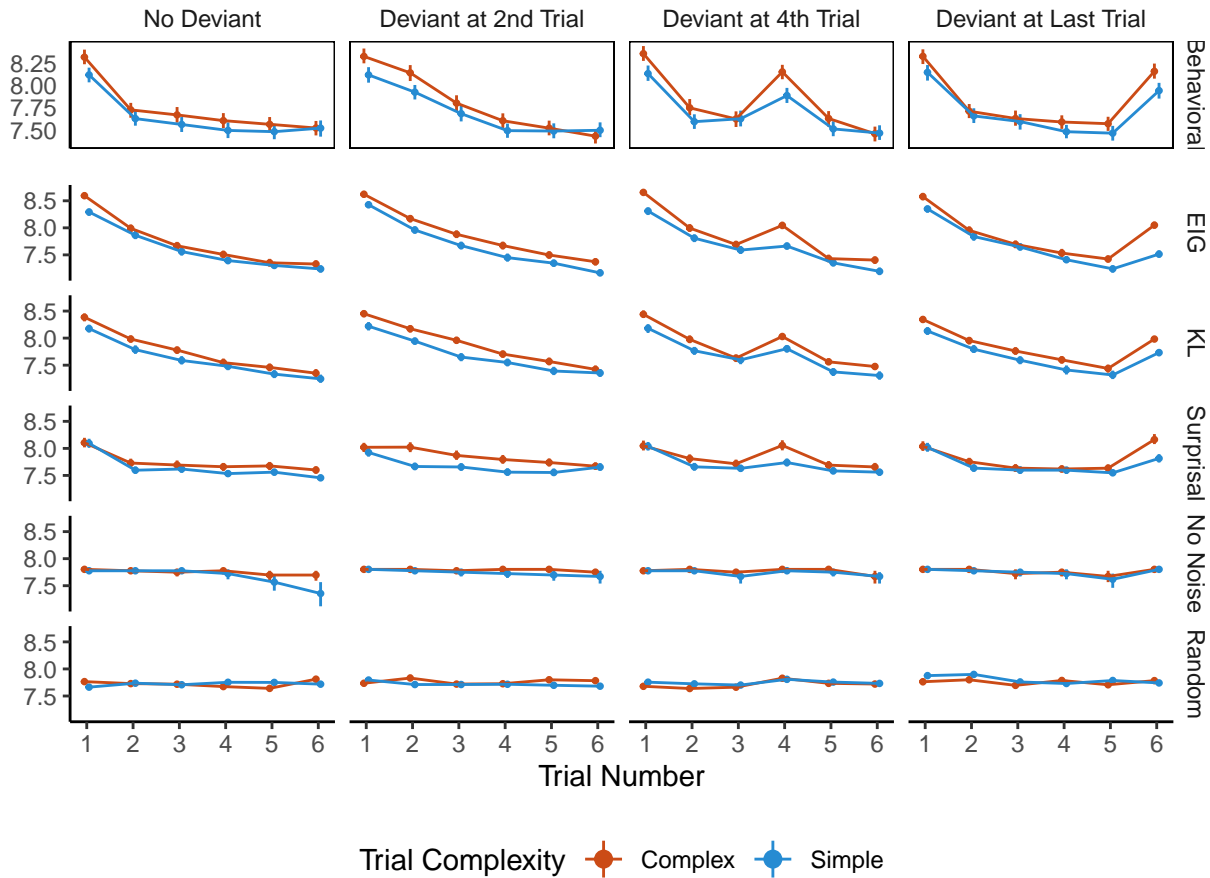 No Deviant Deviant at 2nd Trial Deviant at 4th Trial Deviant at Last Trial
8.25
8.00
7.75
7.50
Behavioral
8.5
8.0
7.5
EIG
8.5
8.0
7.5
KL
8.5
8.0
7.5
Surprisal
8.5
8.0
7.5
No Noise
8.5
8.0
7.5
Random
1 2 3 4 5 6 1 2 3 4 5 6 1 2 3 4 5 6 1 2 3 4 5 6
Trial Number
Trial Complexity Complex Simple